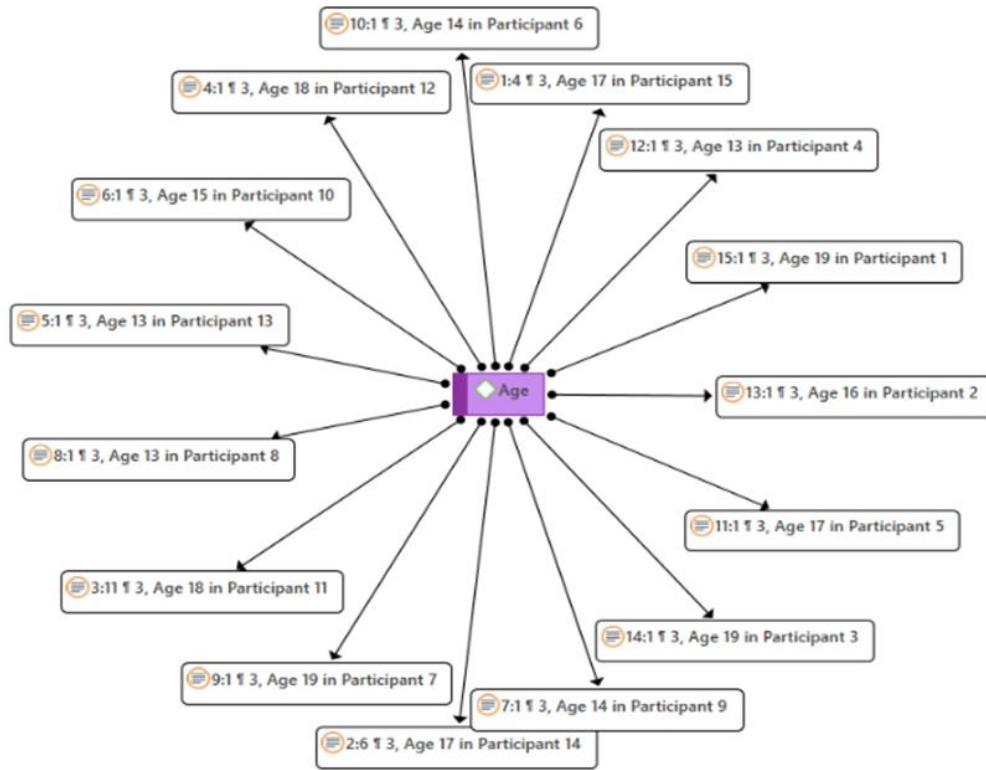 10:1 ¶ 3, Age 14 in Participant 6
1:4 ¶ 3, Age 17 in Participant 15
4:1 ¶ 3, Age 18 in Participant 12
12:1 ¶ 3, Age 13 in Participant 4
6:1 ¶ 3, Age 15 in Participant 10
15:1 ¶ 3, Age 19 in Participant 1
5:1 ¶ 3, Age 13 in Participant 13
Age
13:1 ¶ 3, Age 16 in Participant 2
8:1 ¶ 3, Age 13 in Participant 8
11:1 ¶ 3, Age 17 in Participant 5
3:11 ¶ 3, Age 18 in Participant 11
14:1 ¶ 3, Age 19 in Participant 3
9:1 ¶ 3, Age 19 in Participant 7
7:1 ¶ 3, Age 14 in Participant 9
2:6 ¶ 3, Age 17 in Participant 14